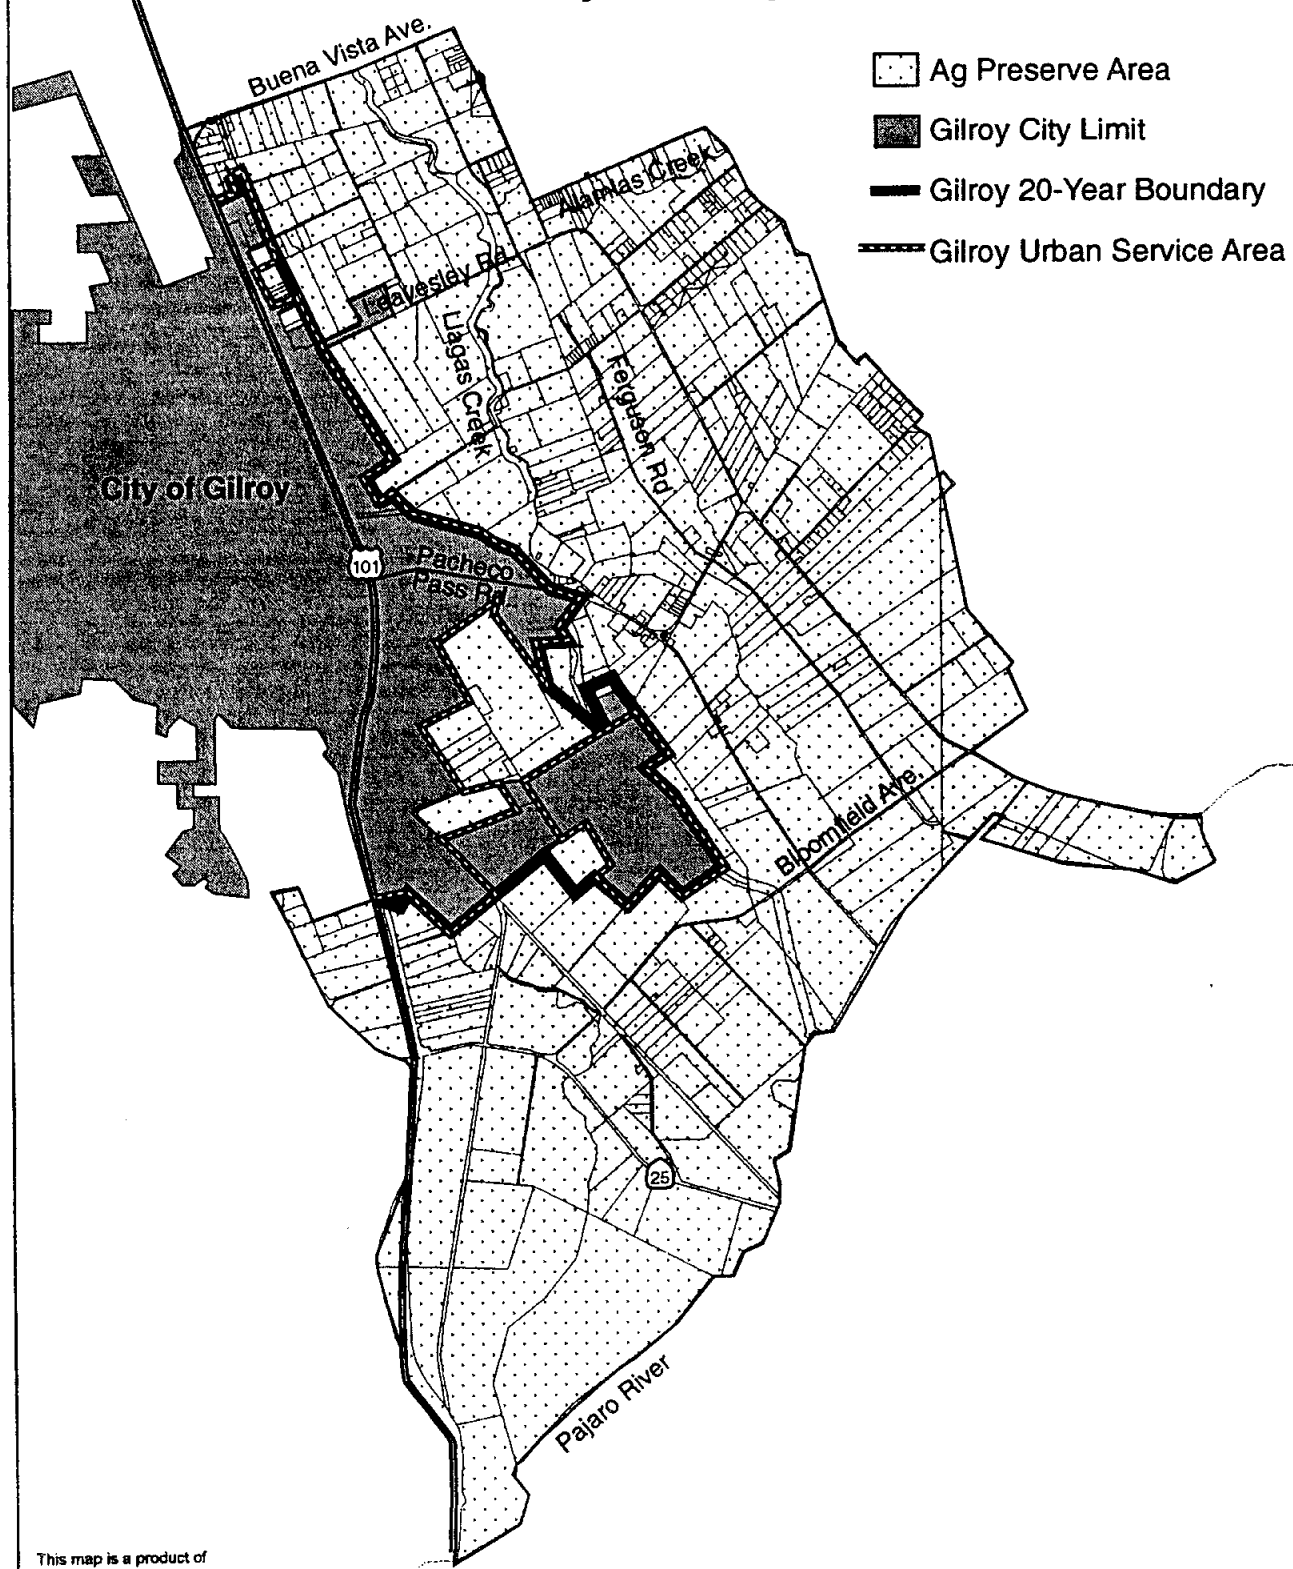 Buena Vista Ave.
Ag Preserve Area
Gilroy City Limit
Gilroy 20-Year Boundary
Gilroy Urban Service Area
Alamias Creek
Leavesley Rd.
Llagas Creek
Ferguson Rd
City of Gilroy
101
Pacheco
Pass Rd.
Bloomfield Ave.
25
Pajaro River
This map is a product of